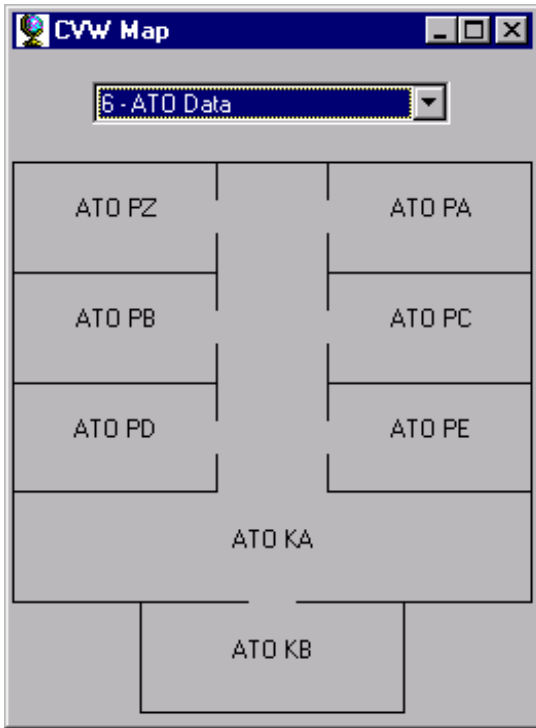 CVW Map
6 - ATO Data
ATO PZ ATO PA
ATO PB ATO PC
ATO PD ATO PE
ATO KA
ATO KB